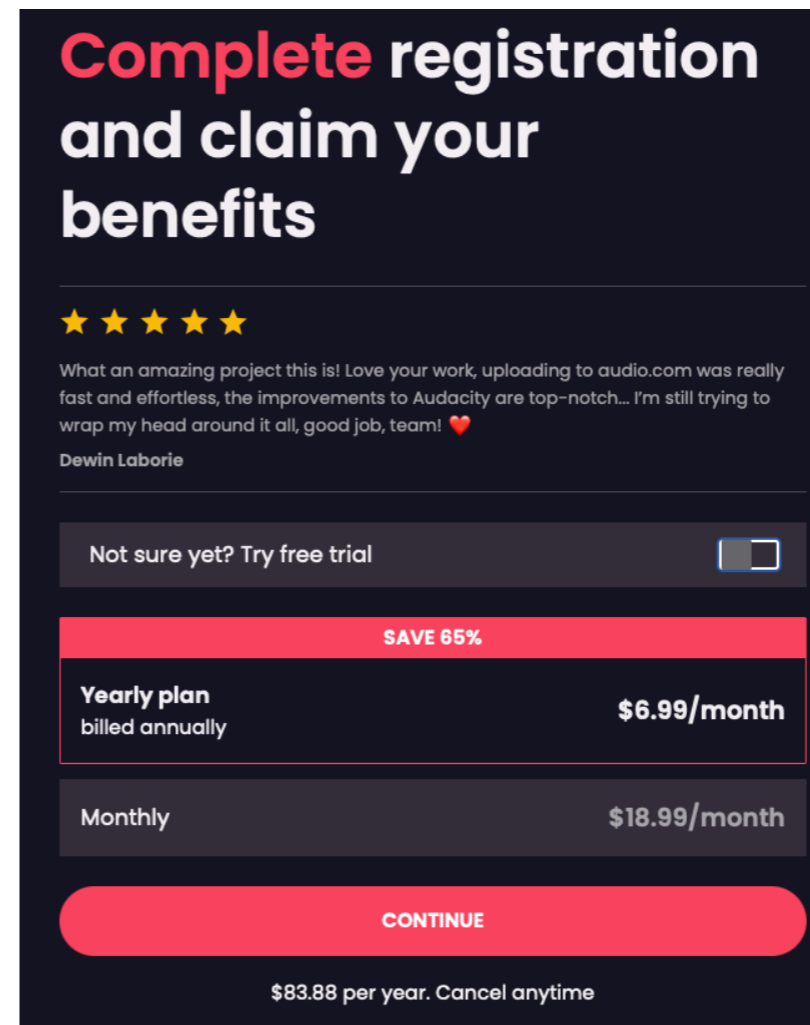 Complete registration
and claim your
benefits
What an amazing project this is! Love your work, uploading to audio.com was really
fast and effortless, the improvements to Audacity are top-notch... I'm still trying to
wrap my head around it all, good job, team! ❤️
Dewin Laborie
Not sure yet? Try free trial
SAVE 65%
Yearly plan
billed annually
$6.99/month
Monthly
$18.99/month
CONTINUE
$83.88 per year. Cancel anytime